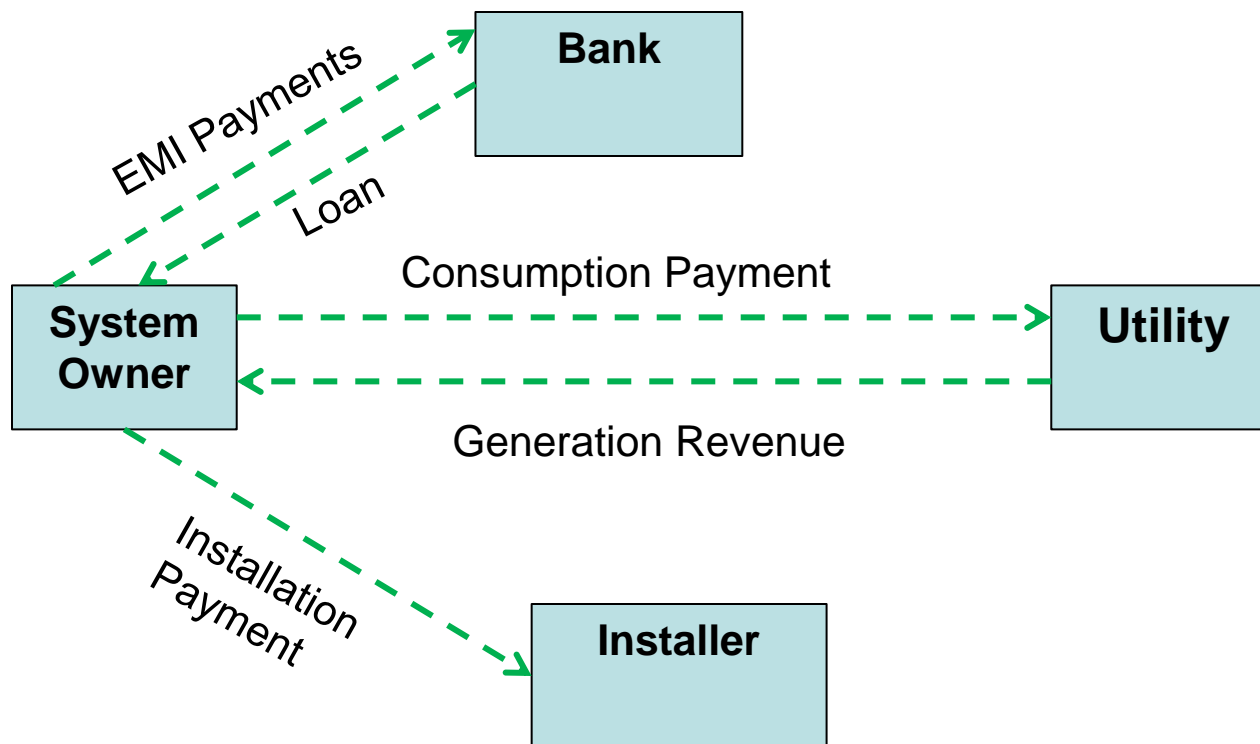 Bank
EMI Payments
Loan
Consumption Payment
System
Owner
Utility
Generation Revenue
Installation
Payment
Installer